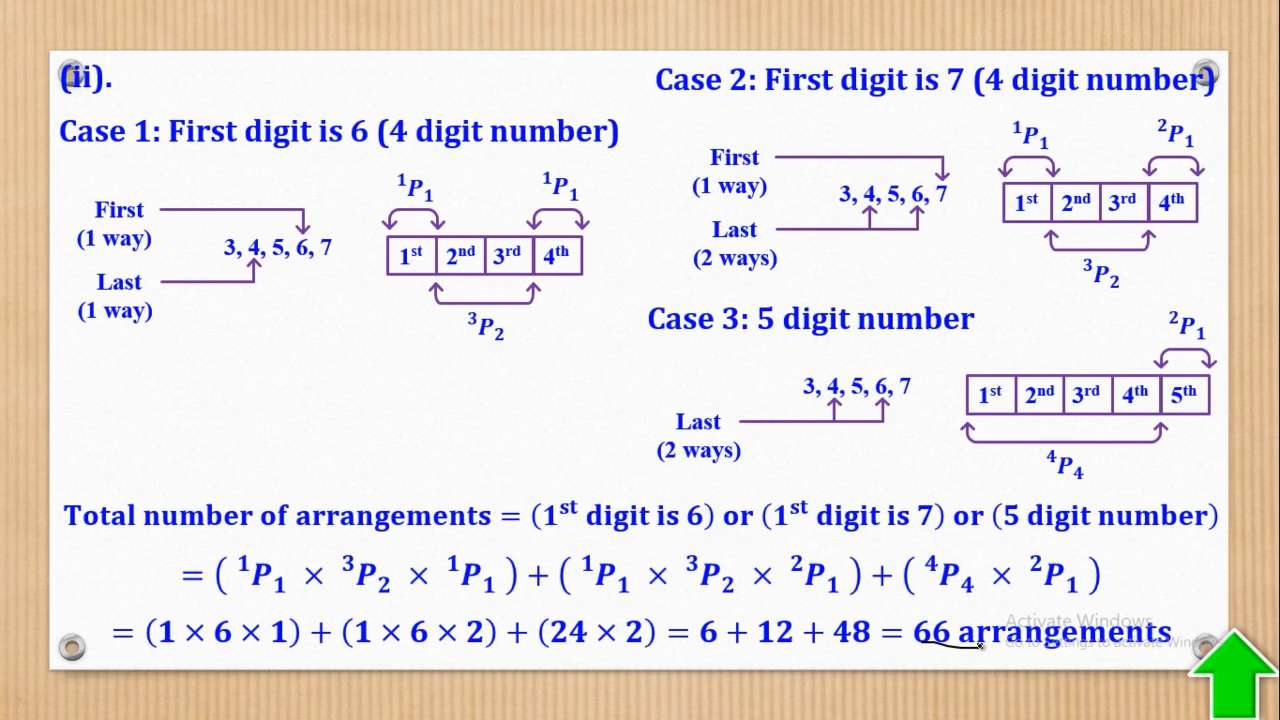 (ii).
Case 1: First digit is 6 (4 digit number)
First
(1 way)
3, 4, 5, 6, 7
Last
(1 way)
¹P₁ ¹P₁
1st 2nd 3rd 4th
³P₂
Case 2: First digit is 7 (4 digit number)
First
(1 way)
3, 4, 5, 6, 7
Last
(2 ways)
¹P₁ ²P₁
1st 2nd 3rd 4th
³P₂
Case 3: 5 digit number
3, 4, 5, 6, 7
Last
(2 ways)
²P₁
1st 2nd 3rd 4th 5th
⁴P₄
Total number of arrangements = (1st digit is 6) or (1st digit is 7) or (5 digit number)
= ( ¹P₁ × ³P₂ × ¹P₁ ) + ( ¹P₁ × ³P₂ × ²P₁ ) + ( ⁴P₄ × ²P₁ )
= (1 × 6 × 1) + (1 × 6 × 2) + (24 × 2) = 6 + 12 + 48 = 66 arrangements
Activate Windows
Go to Settings to activate Windows